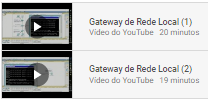 Gateway de Rede Local (1)
Vídeo do YouTube 20 minutos
Gateway de Rede Local (2)
Vídeo do YouTube 19 minutos